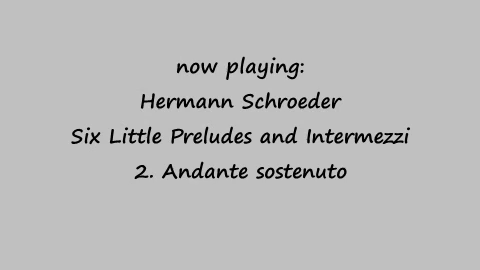 now playing:
Hermann Schroeder
Six Little Preludes and Intermezzi
2. Andante sostenuto